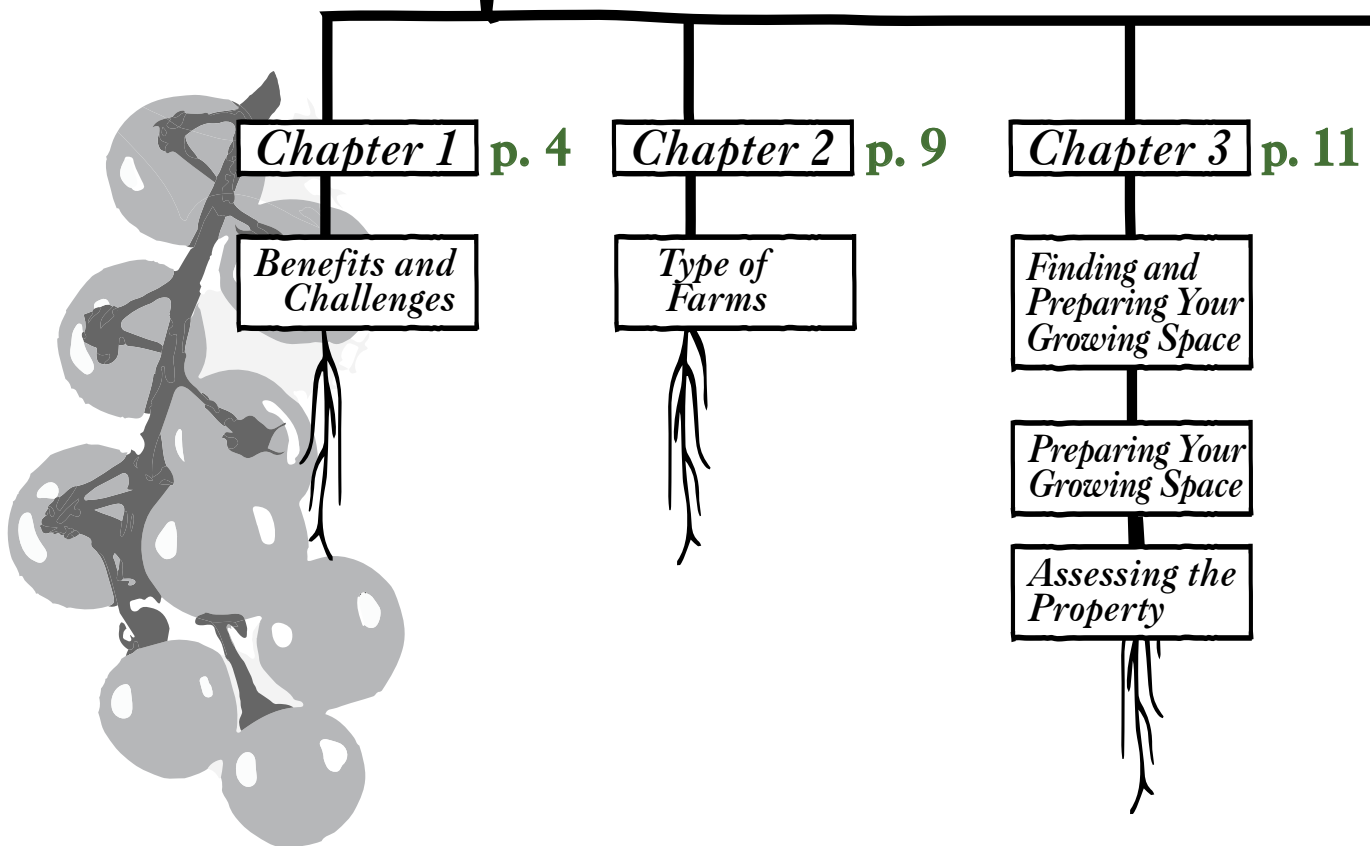 Chapter 1 p. 4
Benefits and
Challenges
Chapter 2 p. 9
Type of
Farms
Chapter 3 p. 11
Finding and
Preparing Your
Growing Space
Preparing Your
Growing Space
Assessing the
Property